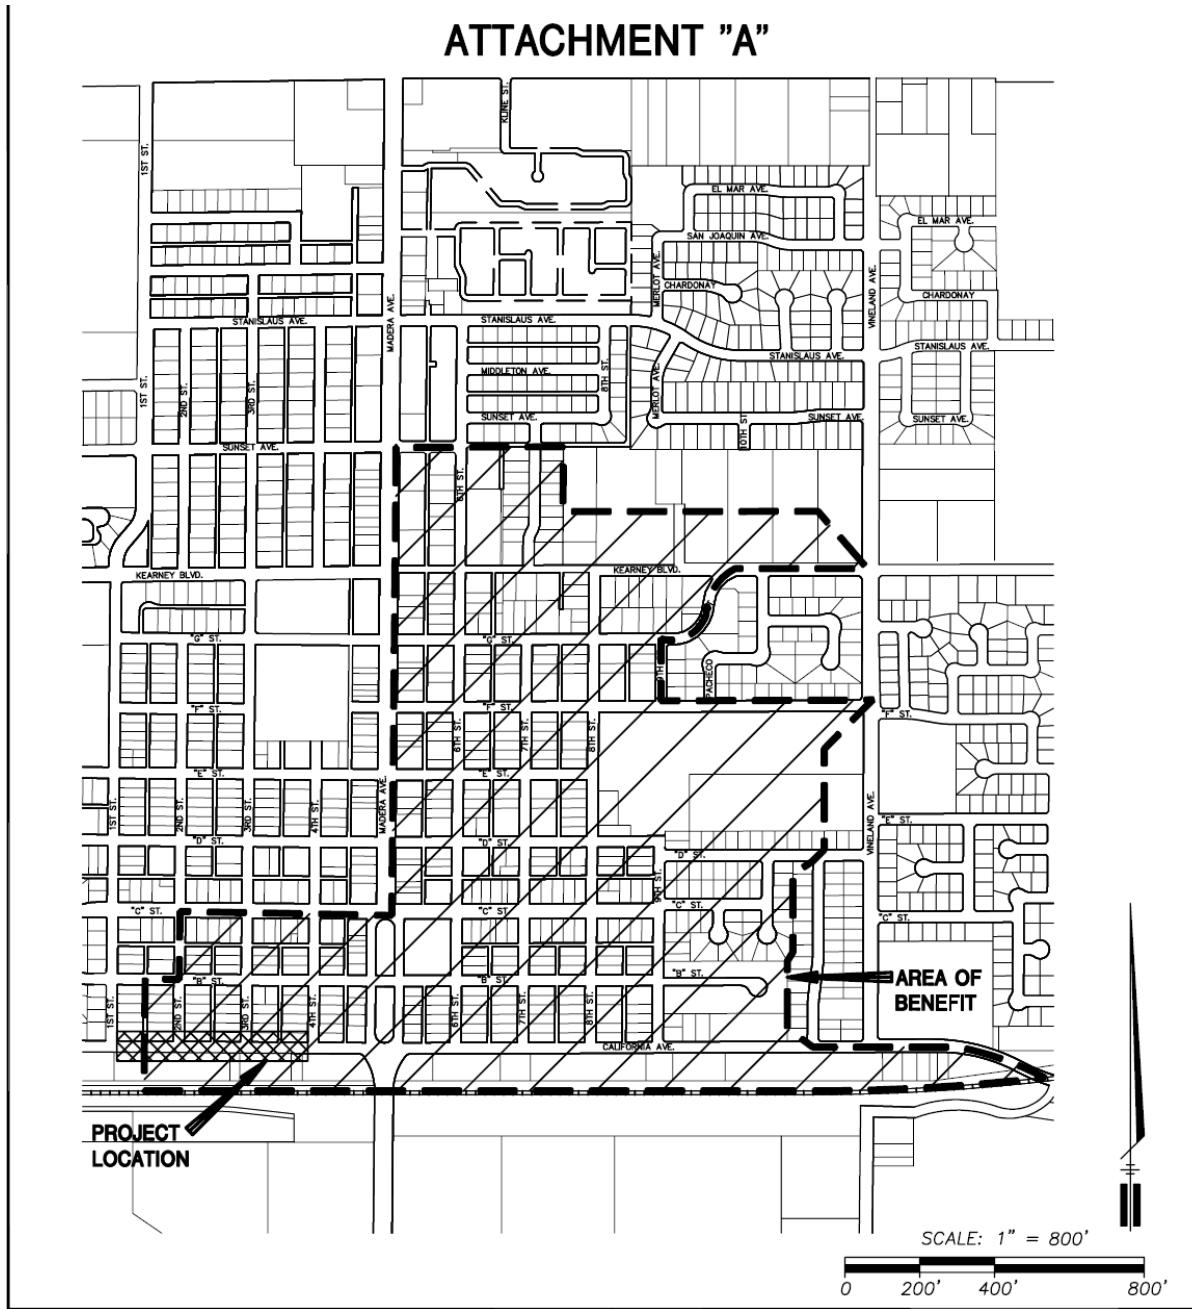 ATTACHMENT "A"
KLINE ST.
1ST ST.
EL MAR AVE.
EL MAR AVE.
SAN JOAQUIN AVE.
MERLOT AVE.
CHARDONAY
CHARDONAY
VINELAND AVE.
MADERA AVE.
STANISLAUS AVE.
STANISLAUS AVE.
STANISLAUS AVE.
STANISLAUS AVE.
MIDDLETON AVE.
8TH ST.
MERLOT AVE.
1ST ST.
2ND ST.
3RD ST.
SUNSET AVE.
SUNSET AVE.
SUNSET AVE.
10TH ST.
SUNSET AVE.
6TH ST.
KEARNEY BLVD.
KEARNEY BLVD.
"G" ST.
"G" ST.
PACHECO
"F" ST.
"F" ST.
"F" ST.
6TH ST.
7TH ST.
8TH ST.
"E" ST.
"E" ST.
1ST ST.
2ND ST.
3RD ST.
4TH ST.
MADERA AVE.
VINELAND AVE.
"E" ST.
"D" ST.
"D" ST.
"D" ST.
9TH ST.
"C" ST.
"C" ST.
"C" ST.
"C" ST.
"B" ST.
"B" ST.
"B" ST.
AREA OF
BENEFIT
1ST ST.
2ND ST.
3RD ST.
4TH ST.
6TH ST.
7TH ST.
8TH ST.
CALIFORNIA AVE.
PROJECT
LOCATION
SCALE: 1" = 800'
0 200' 400' 800'